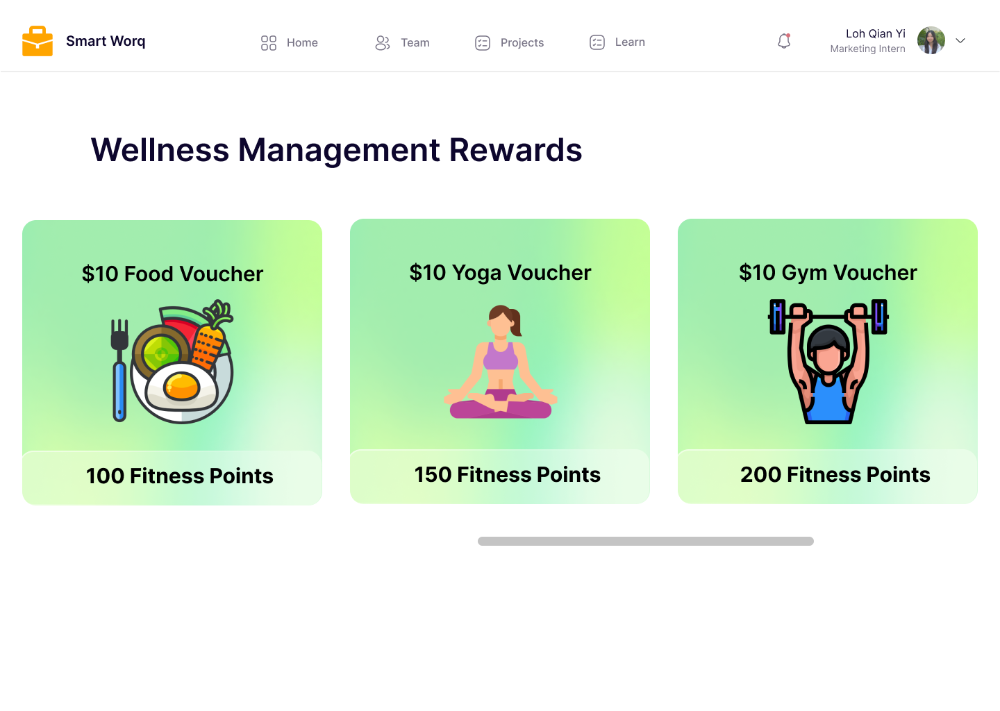 Smart Worq
Home
Team
Projects
Learn
Loh Qian Yi
Marketing Intern
Wellness Management Rewards
$10 Food Voucher
100 Fitness Points
$10 Yoga Voucher
150 Fitness Points
$10 Gym Voucher
200 Fitness Points